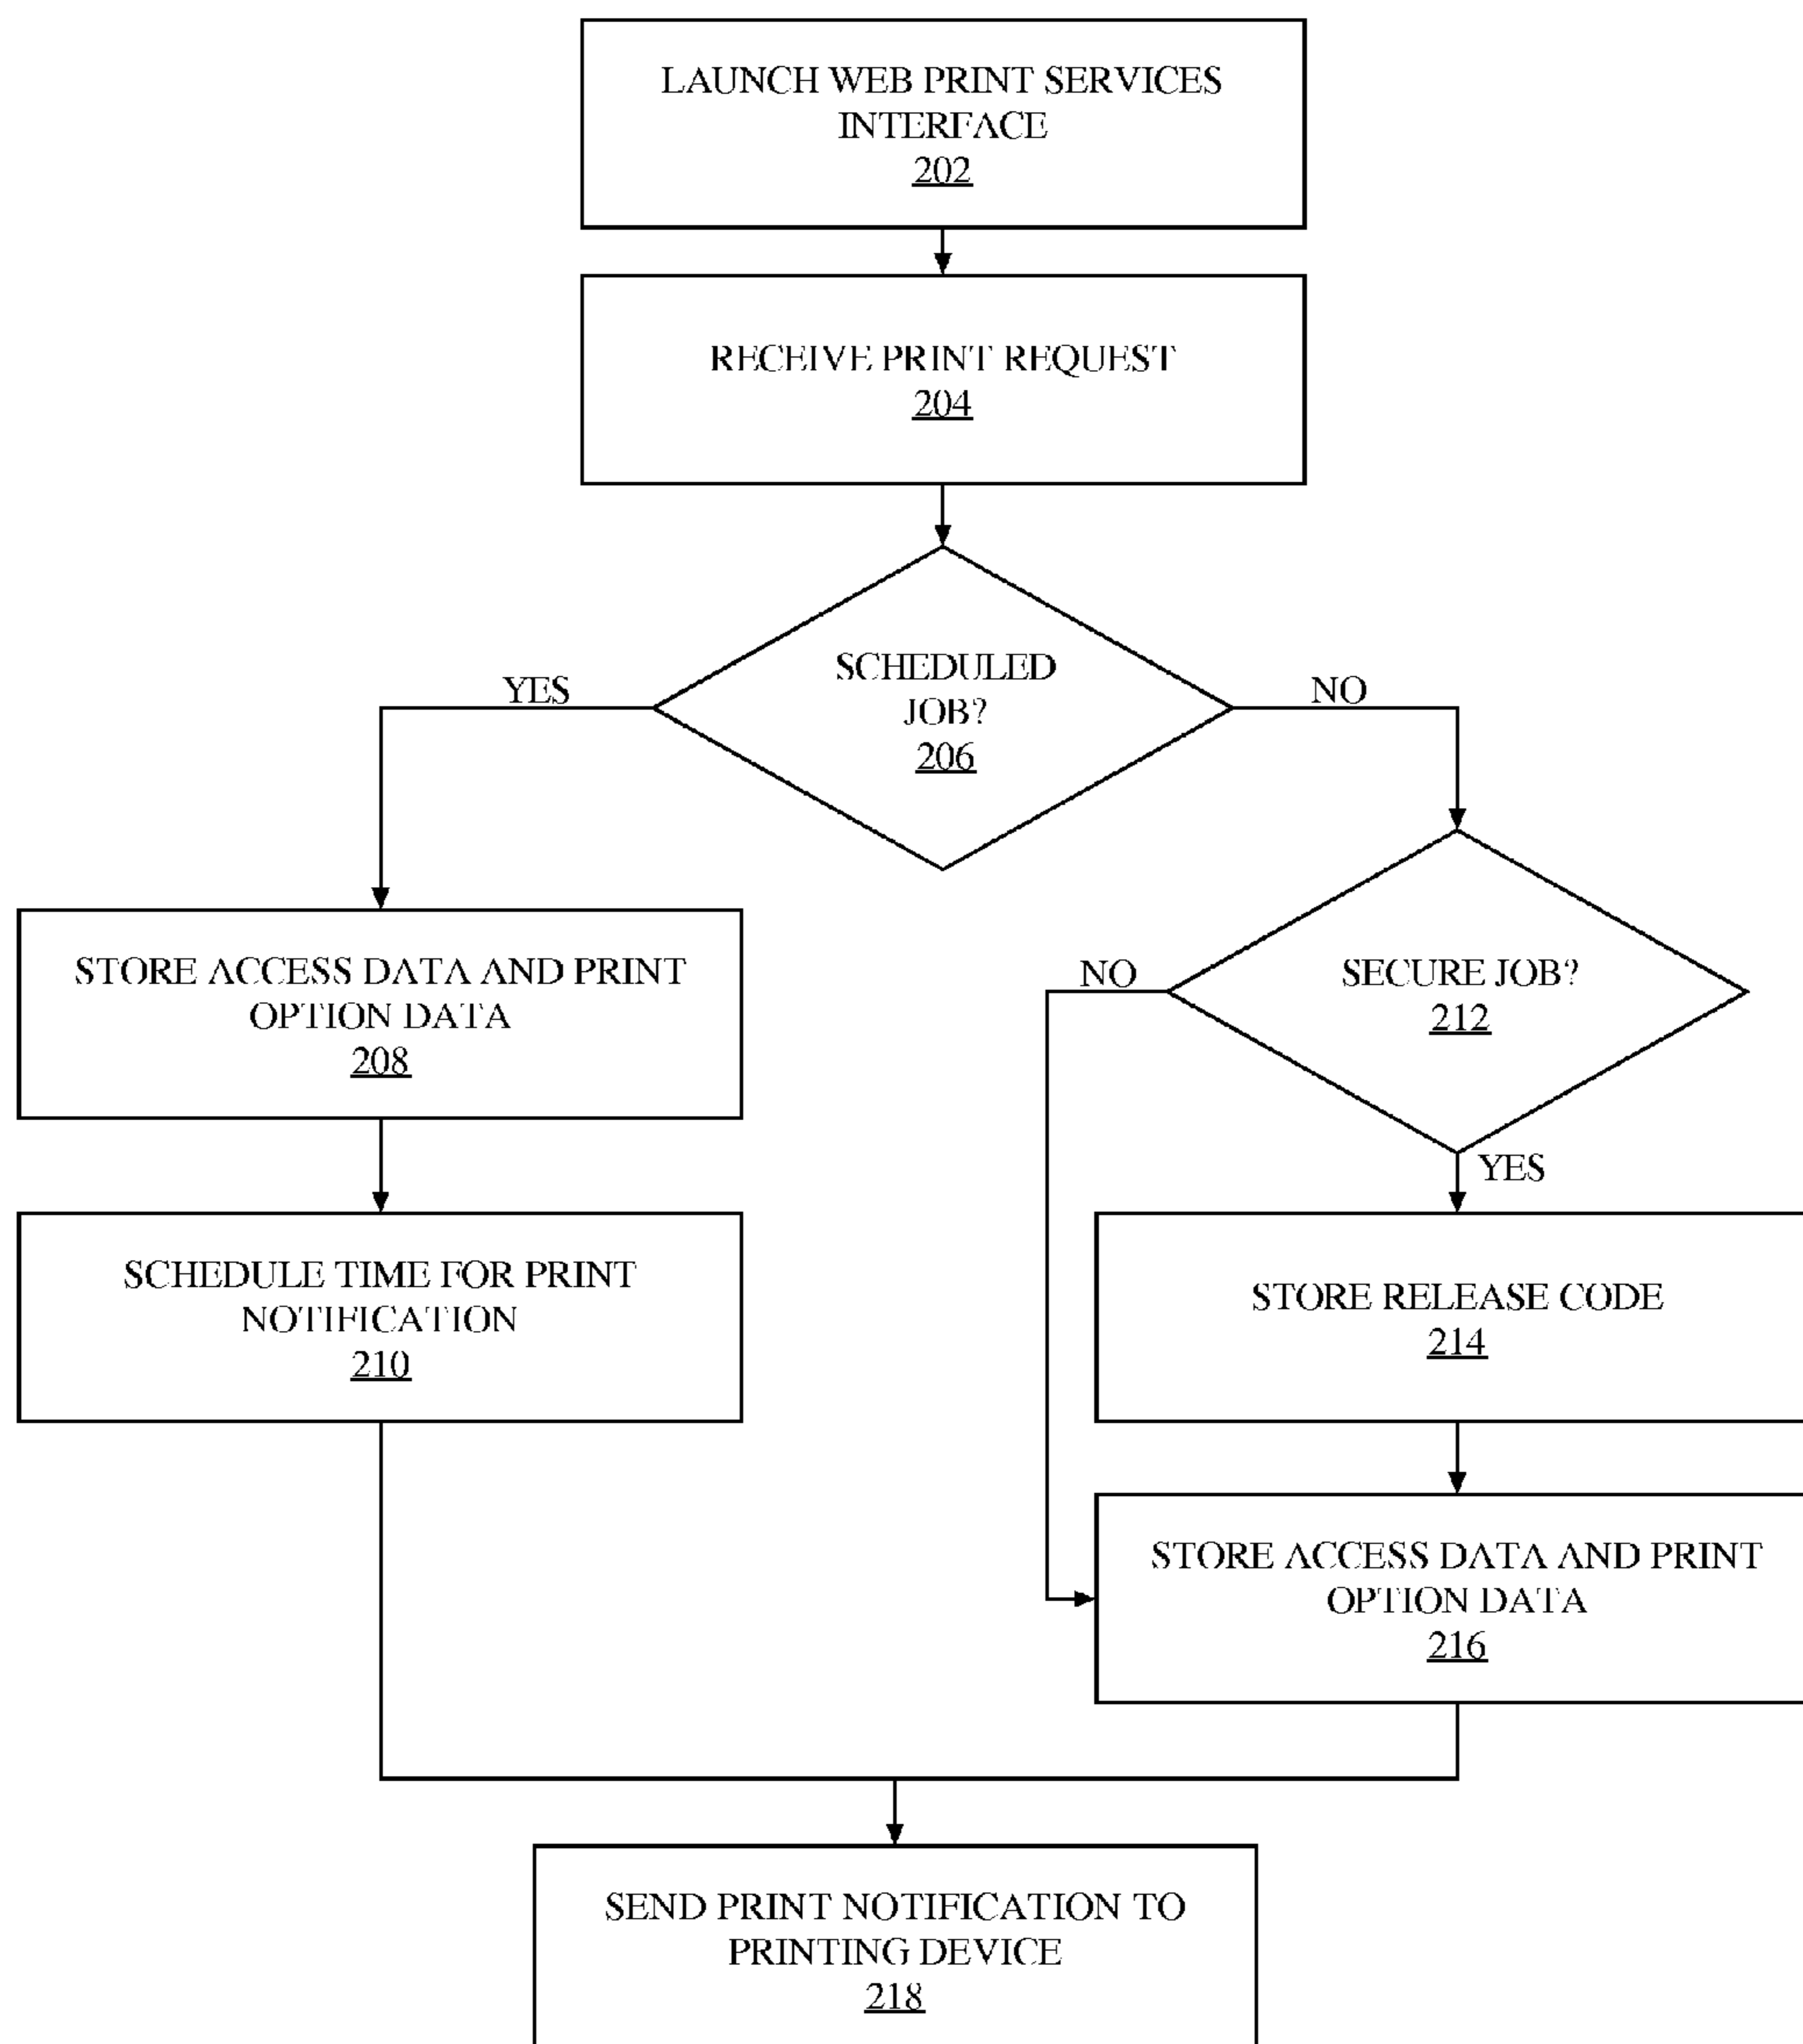 LAUNCH WEB PRINT SERVICES
INTERFACE
202
RECEIVE PRINT REQUEST
204
SCHEDULED
JOB?
206
YES
NO
STORE ACCESS DATA AND PRINT
OPTION DATA
208
SECURE JOB?
212
NO
YES
SCHEDULE TIME FOR PRINT
NOTIFICATION
210
STORE RELEASE CODE
214
STORE ACCESS DATA AND PRINT
OPTION DATA
216
SEND PRINT NOTIFICATION TO
PRINTING DEVICE
218